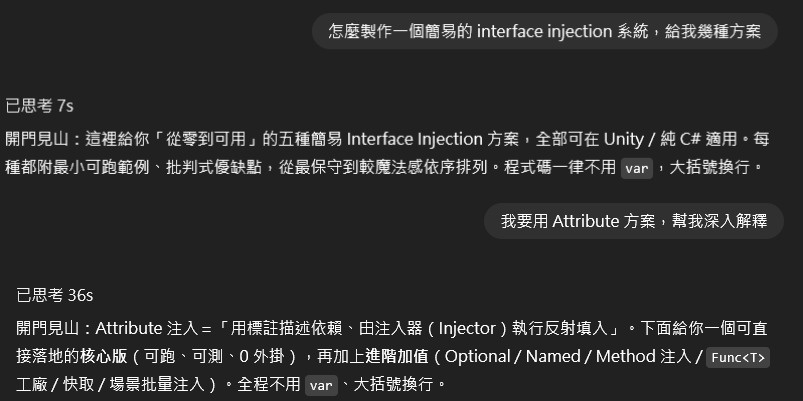 怎麼製作一個簡易的 interface injection 系統，給我幾種方案
已思考 7s
開門見山：這裡給你「從零到可用」的五種簡易 Interface Injection 方案，全部可在 Unity / 純 C# 適用。每
種都附最小可跑範例、批判式優缺點，從最保守到較魔法感依序排列。程式碼一律不用 var，大括號換行。
我要用 Attribute 方案，幫我深入解釋
已思考 36s
開門見山：Attribute 注入＝「用標註描述依賴、由注入器（Injector）執行反射填入」。下面給你一個可直
接落地的核心版（可跑、可測、0 外掛），再加上進階加值（Optional / Named / Method 注入 / Func<T>
工廠 / 快取 / 場景批量注入）。全程不用 var、大括號換行。